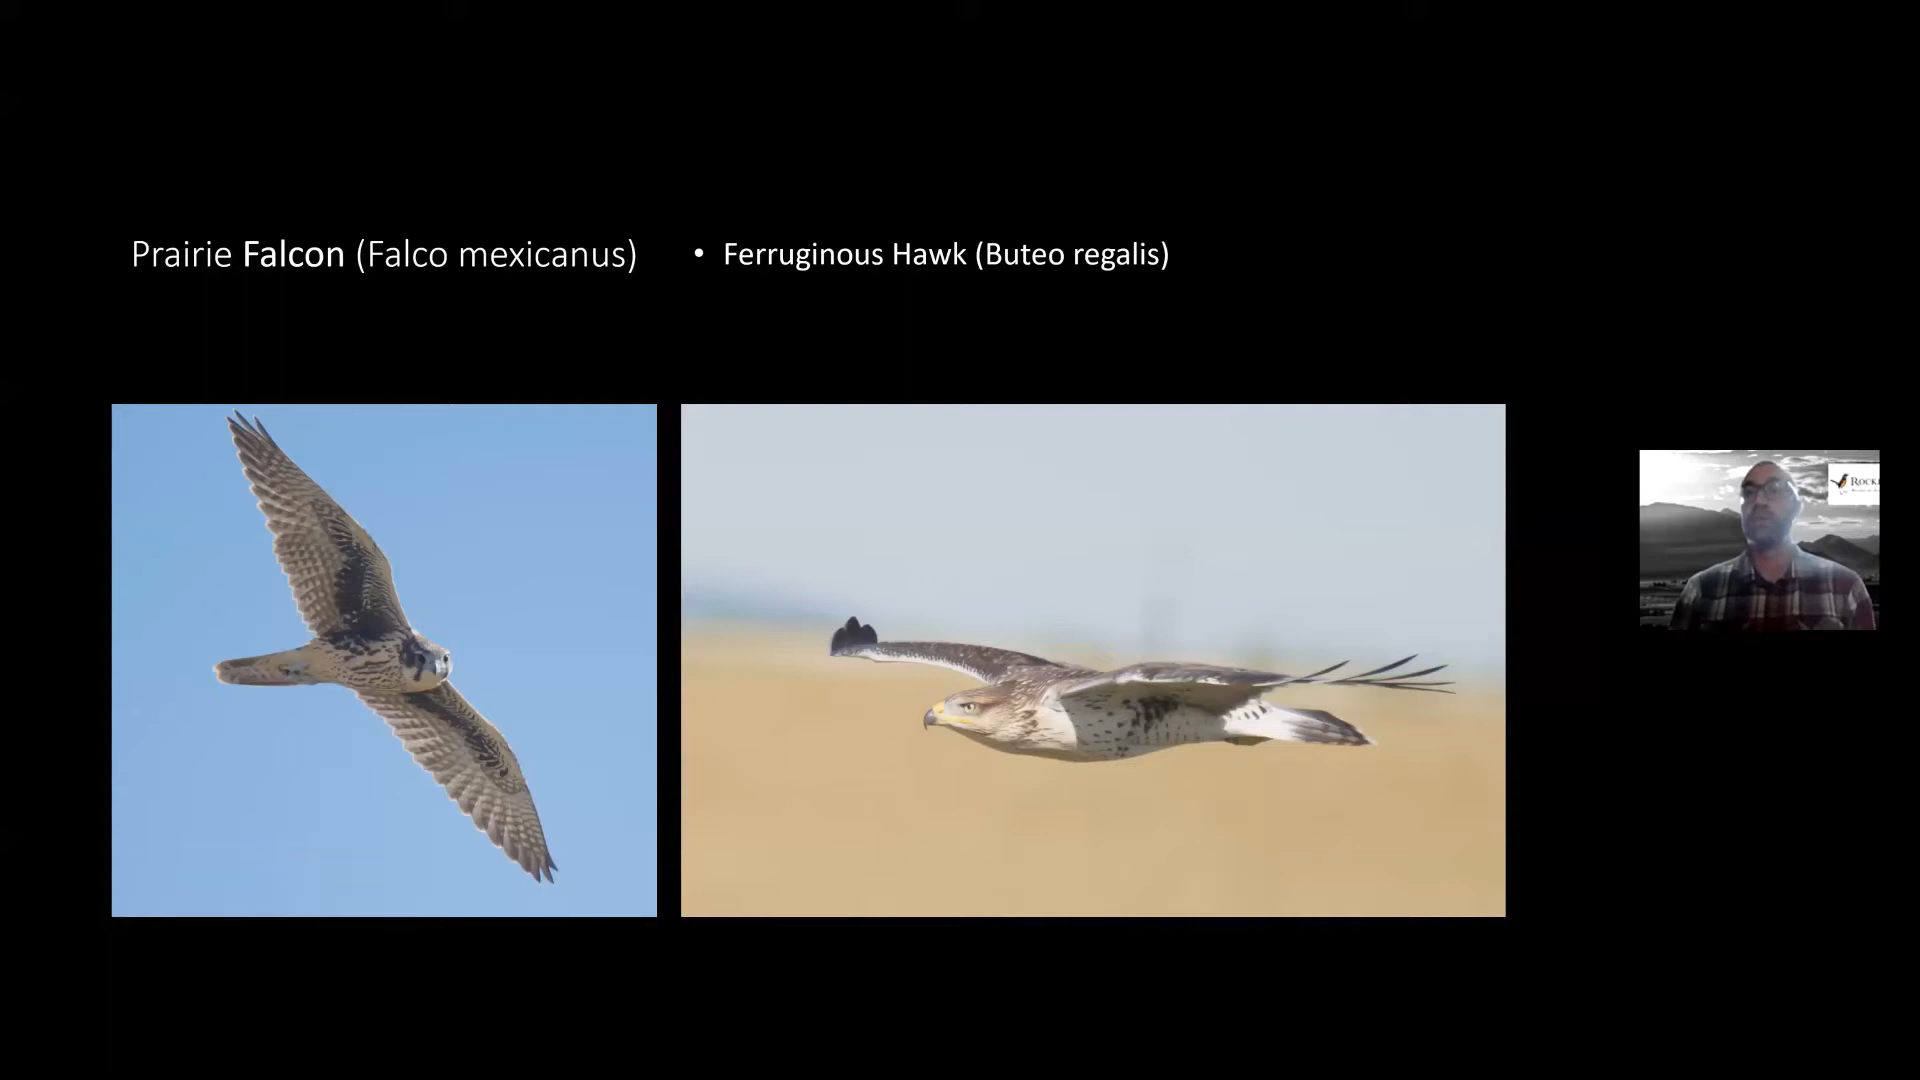 Prairie Falcon (Falco mexicanus)
• Ferruginous Hawk (Buteo regalis)